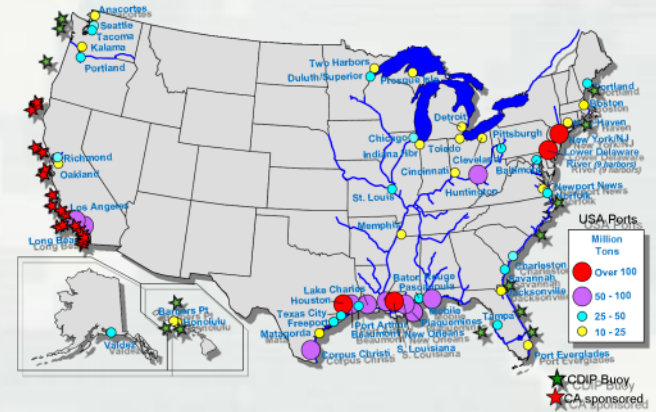 Anacortes
Seattle
Tacoma
Kalama
Portland
Two Harbors
Duluth/Superior
Presque Isle
Detroit
Portland
Boston
Haven
New York/NJ
Lower Delaware
River (9 harbors)
Pittsburgh
Chicago
Indiana Hbr
Toledo
Cleveland
Baltimore
Cincinnati
Huntington
Richmond
Oakland
St. Louis
Newport News
Norfolk
Los Angeles
Long Beach
Memphis
USA Ports
Million
Tons
Over 100
50 - 100
25 - 50
10 - 25
Charleston
Savannah
Jacksonville
Lake Charles
Baton Rouge
Houston
Pascagoula
Texas City
Freeport
Mobile
Port Arthur
Plaquemines
Tampa
Matagorda
Beaumont
New Orleans
S. Louisiana
Corpus Christi
Port Everglades
Barbers Pt
Honolulu
Valdez
CDIP Buoy
CA sponsored